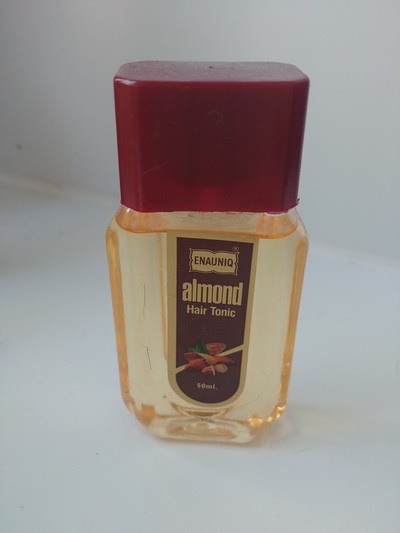 ENAUNIQ®
almond
Hair Tonic
50ml.